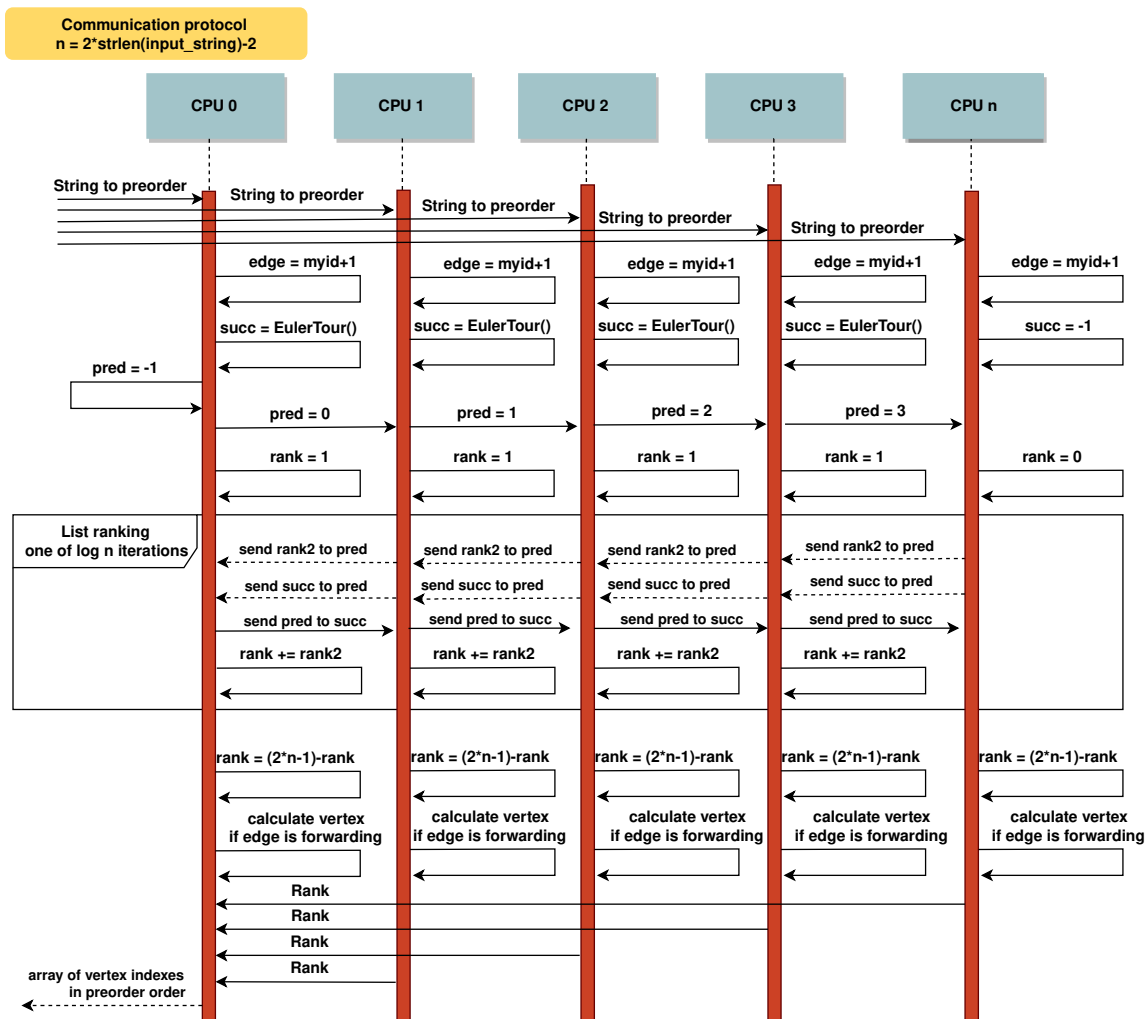 Communication protocol
n = 2*strlen(input_string)-2
CPU 0
CPU 1
CPU 2
CPU 3
CPU n
String to preorder
String to preorder
String to preorder
String to preorder
String to preorder
edge = myid+1
edge = myid+1
edge = myid+1
edge = myid+1
edge = myid+1
succ = EulerTour()
succ = EulerTour()
succ = EulerTour()
succ = EulerTour()
succ = -1
pred = -1
pred = 0
pred = 1
pred = 2
pred = 3
rank = 1
rank = 1
rank = 1
rank = 1
rank = 0
List ranking
one of log n iterations
send rank2 to pred
send rank2 to pred
send rank2 to pred
send rank2 to pred
send succ to pred
send succ to pred
send succ to pred
send succ to pred
send pred to succ
send pred to succ
send pred to succ
send pred to succ
rank += rank2
rank += rank2
rank += rank2
rank += rank2
rank = (2*n-1)-rank
rank = (2*n-1)-rank
rank = (2*n-1)-rank
rank = (2*n-1)-rank
rank = (2*n-1)-rank
calculate vertex
if edge is forwarding
calculate vertex
if edge is forwarding
calculate vertex
if edge is forwarding
calculate vertex
if edge is forwarding
calculate vertex
if edge is forwarding
Rank
Rank
Rank
Rank
array of vertex indexes
in preorder order